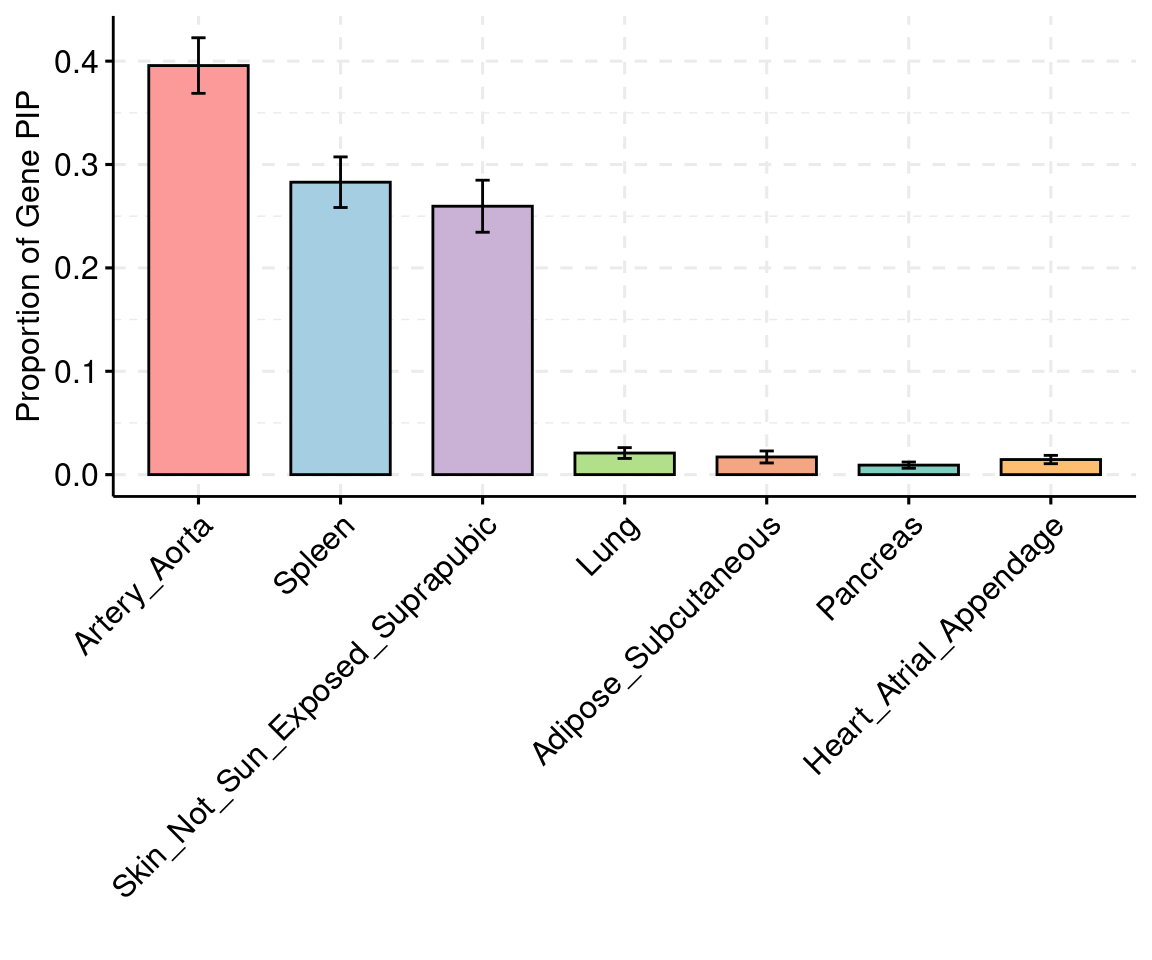 Proportion of Gene PIP
0.4
0.3
0.2
0.1
0.0
Artery_Aorta
Spleen
Skin_Not_Sun_Exposed_Suprapubic
Lung
Adipose_Subcutaneous
Pancreas
Heart_Atrial_Appendage